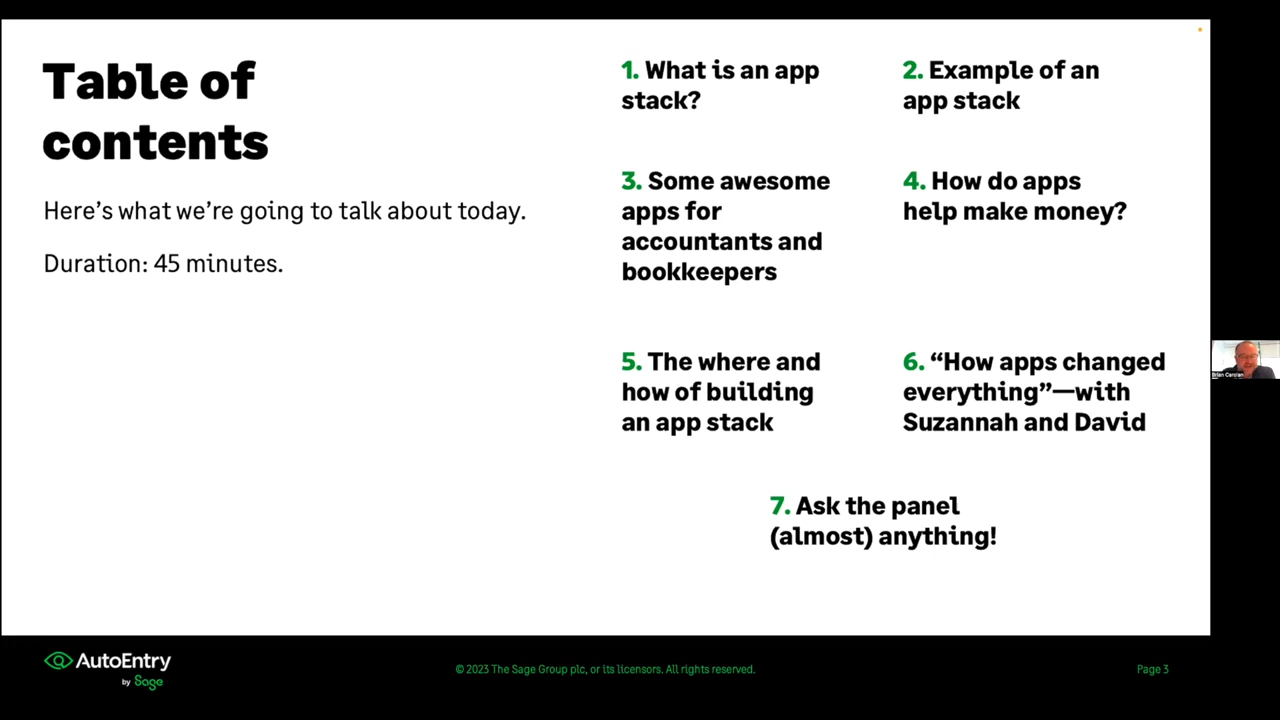 Table of
contents
Here’s what we’re going to talk about today.
Duration: 45 minutes.
1. What is an app
stack?
2. Example of an
app stack
3. Some awesome
apps for
accountants and
bookkeepers
4. How do apps
help make money?
5. The where and
how of building
an app stack
6. “How apps changed
everything”—with
Suzannah and David
7. Ask the panel
(almost) anything!
Brian Carolan
AutoEntry
by Sage
© 2023 The Sage Group plc, or its licensors. All rights reserved.
Page 3